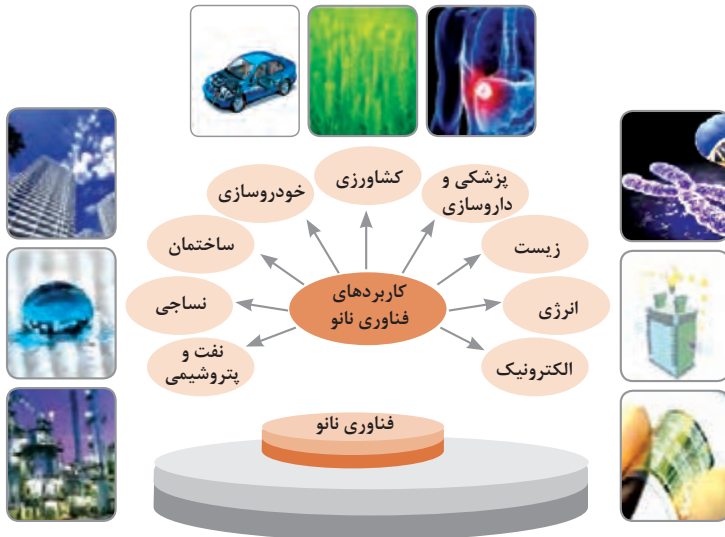 کشاورزی
پزشکی و
داروسازی
خودروسازی
زیست
ساختمان
کاربردهای
فناوری نانو
انرژی
نساجی
الکترونیک
نفت و
پتروشیمی
فناوری نانو